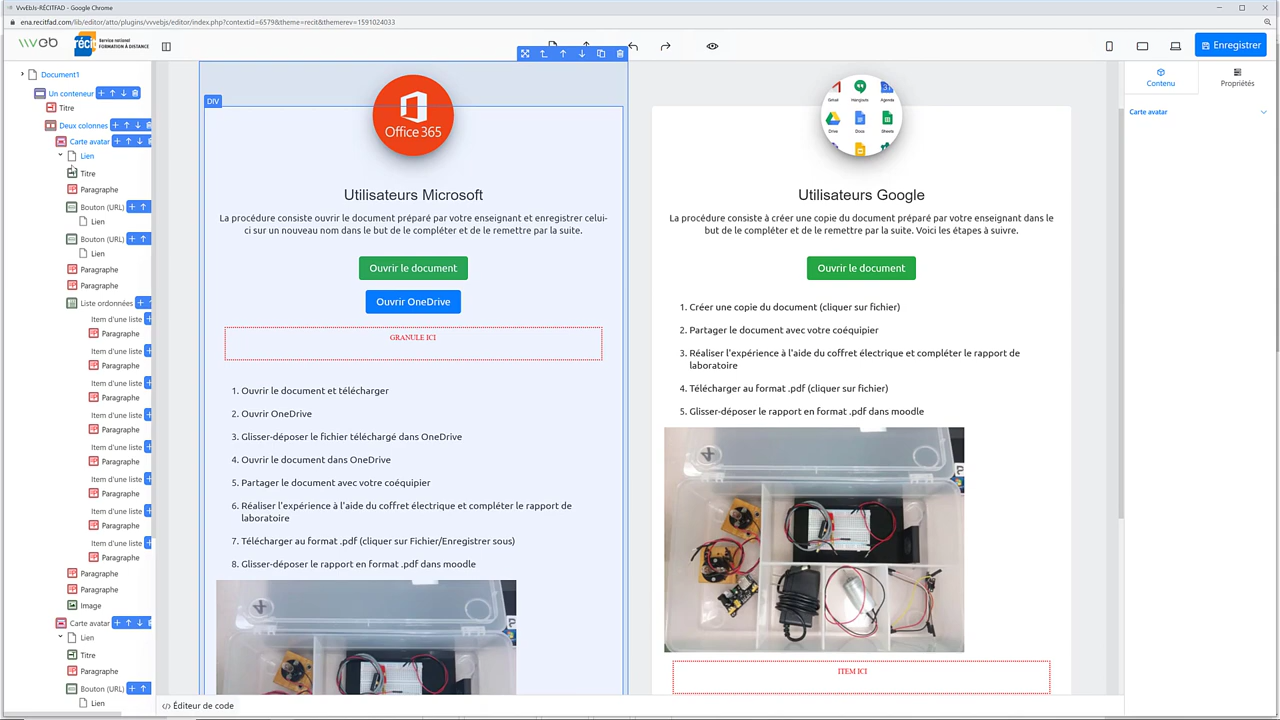 VvvEbJs-RÉCITFAD - Google Chrome
ena.recitfad.com/lib/editor/atto/plugins/vvvebjs/editor/index.php?contextid=6579&theme=recit&themerev=1591024033
vvveb
récit
Service national
FORMATION À DISTANCE
Enregistrer
Document1
Un conteneur
Titre
Deux colonnes
Carte avatar
Lien
Titre
Paragraphe
Bouton (URL)
Lien
Bouton (URL)
Lien
Paragraphe
Paragraphe
Liste ordonnées
Item d'une liste
Paragraphe
Item d'une liste
Paragraphe
Item d'une liste
Paragraphe
Item d'une liste
Paragraphe
Item d'une liste
Paragraphe
Item d'une liste
Paragraphe
Item d'une liste
Paragraphe
Item d'une liste
Paragraphe
Paragraphe
Paragraphe
Image
Carte avatar
Lien
Titre
Paragraphe
Bouton (URL)
Lien
DIV
Office 365
Utilisateurs Microsoft
La procédure consiste ouvrir le document préparé par votre enseignant et enregistrer celui-
ci sur un nouveau nom dans le but de le compléter et de le remettre par la suite.
Ouvrir le document
Ouvrir OneDrive
GRANULE ICI
1. Ouvrir le document et télécharger
2. Ouvrir OneDrive
3. Glisser-déposer le fichier téléchargé dans OneDrive
4. Ouvrir le document dans OneDrive
5. Partager le document avec votre coéquipier
6. Réaliser l'expérience à l'aide du coffret électrique et compléter le rapport de
laboratoire
7. Télécharger au format .pdf (cliquer sur Fichier/Enregistrer sous)
8. Glisser-déposer le rapport en format .pdf dans moodle
Gmail Hangouts Agenda
Drive Docs Sheets
Utilisateurs Google
La procédure consiste à créer une copie du document préparé par votre enseignant dans le
but de le compléter et de le remettre par la suite. Voici les étapes à suivre.
Ouvrir le document
1. Créer une copie du document (cliquer sur fichier)
2. Partager le document avec votre coéquipier
3. Réaliser l'expérience à l'aide du coffret électrique et compléter le rapport de
laboratoire
4. Télécharger au format .pdf (cliquer sur fichier)
5. Glisser-déposer le rapport en format .pdf dans moodle
ITEM ICI
Contenu
Propriétés
Carte avatar
Éditeur de code